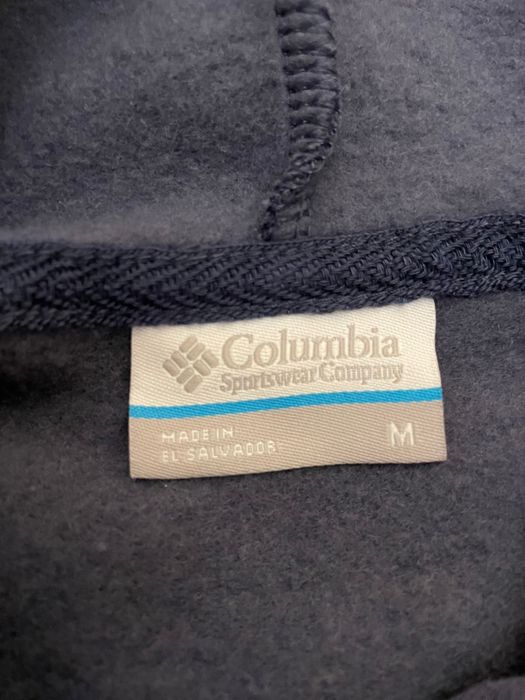 Columbia
Sportswear Company
MADE IN
EL SALVADOR
M